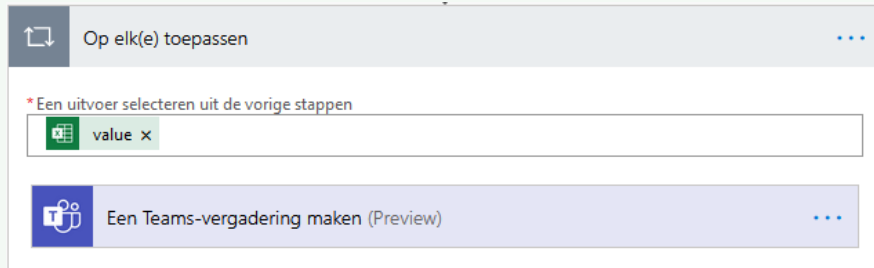 Op elk(e) toepassen
* Een uitvoer selecteren uit de vorige stappen
value ×
Een Teams-vergadering maken (Preview)